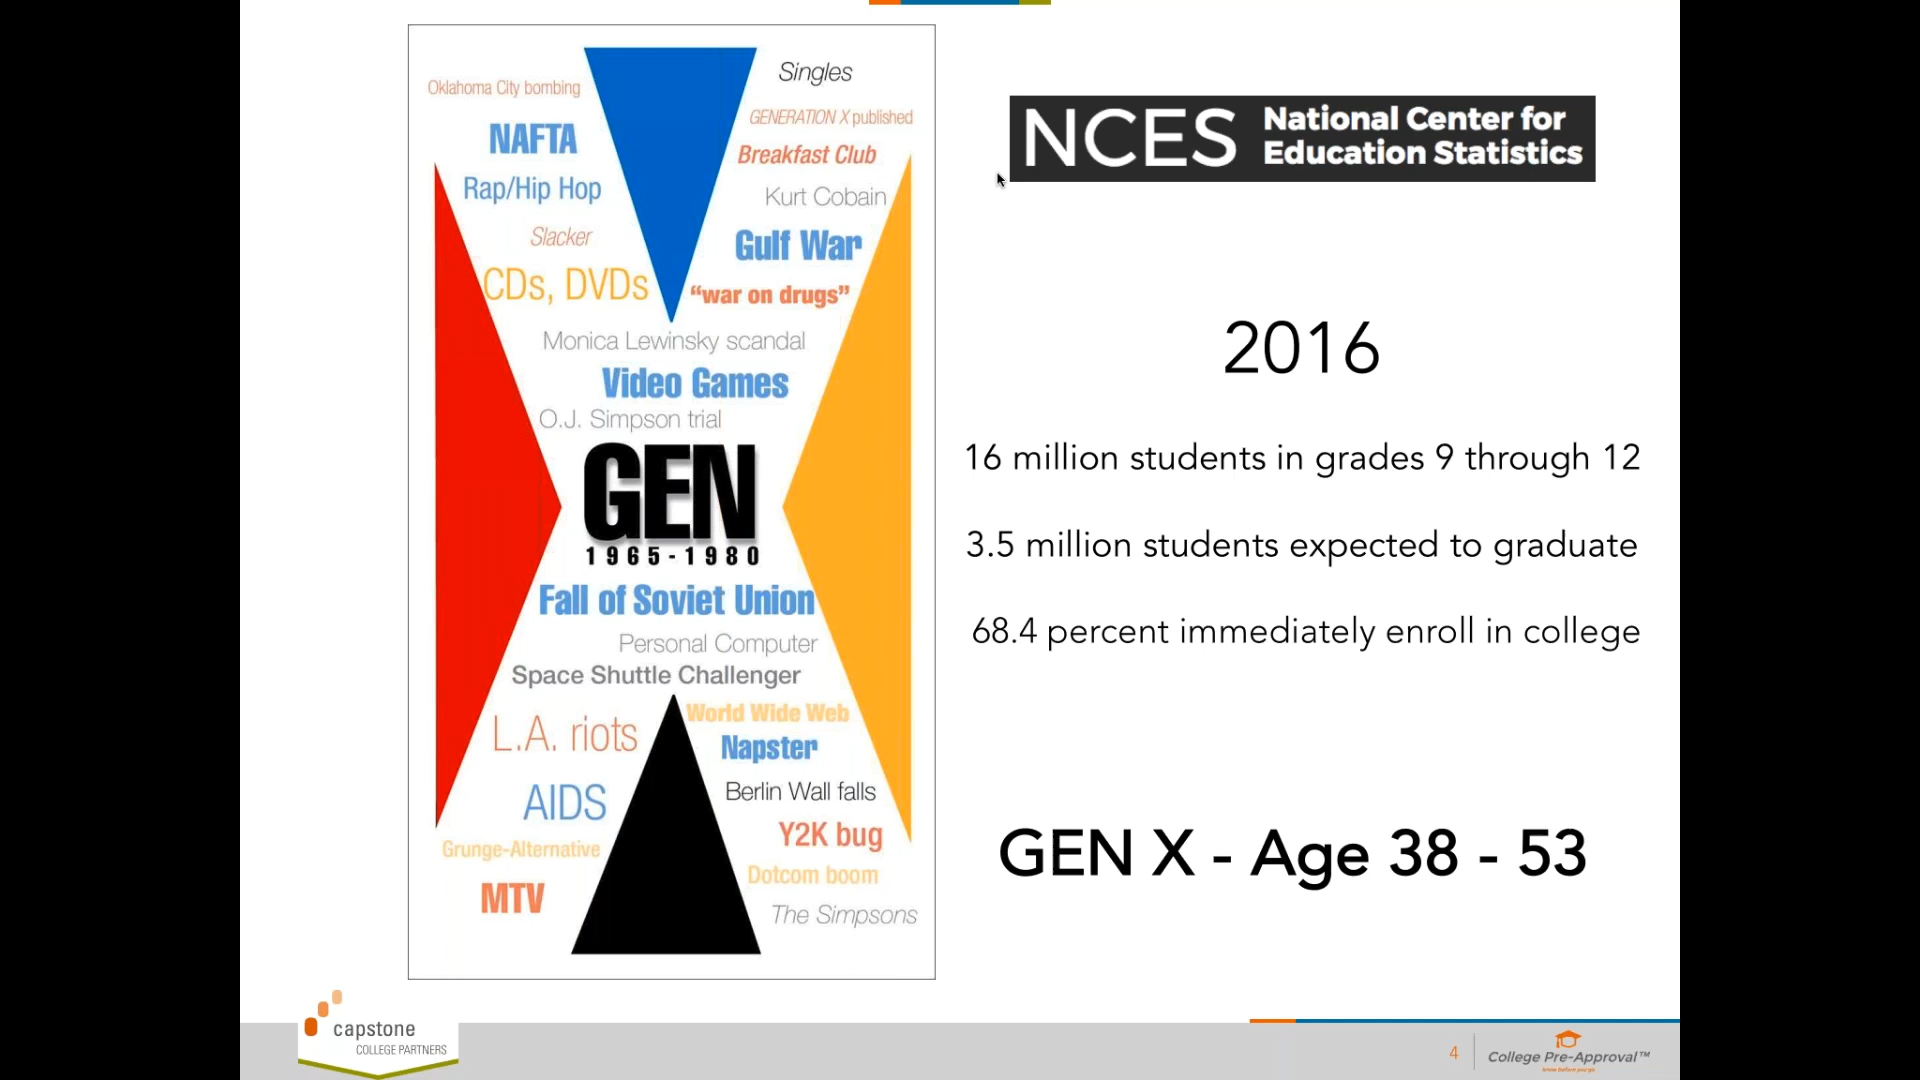 Oklahoma City bombing
NAFTA
Rap/Hip Hop
Slacker
CDs, DVDs
Singles
GENERATION X published
Breakfast Club
Kurt Cobain
Gulf War
“war on drugs”
Monica Lewinsky scandal
Video Games
O.J. Simpson trial
GEN
1965-1980
Fall of Soviet Union
Personal Computer
Space Shuttle Challenger
L.A. riots
AIDS
Grunge-Alternative
MTV
World Wide Web
Napster
Berlin Wall falls
Y2K bug
Dotcom boom
The Simpsons
NCES National Center for
Education Statistics
2016
16 million students in grades 9 through 12
3.5 million students expected to graduate
68.4 percent immediately enroll in college
GEN X - Age 38 - 53
capstone
COLLEGE PARTNERS
4
College Pre-Approval™
know before you go